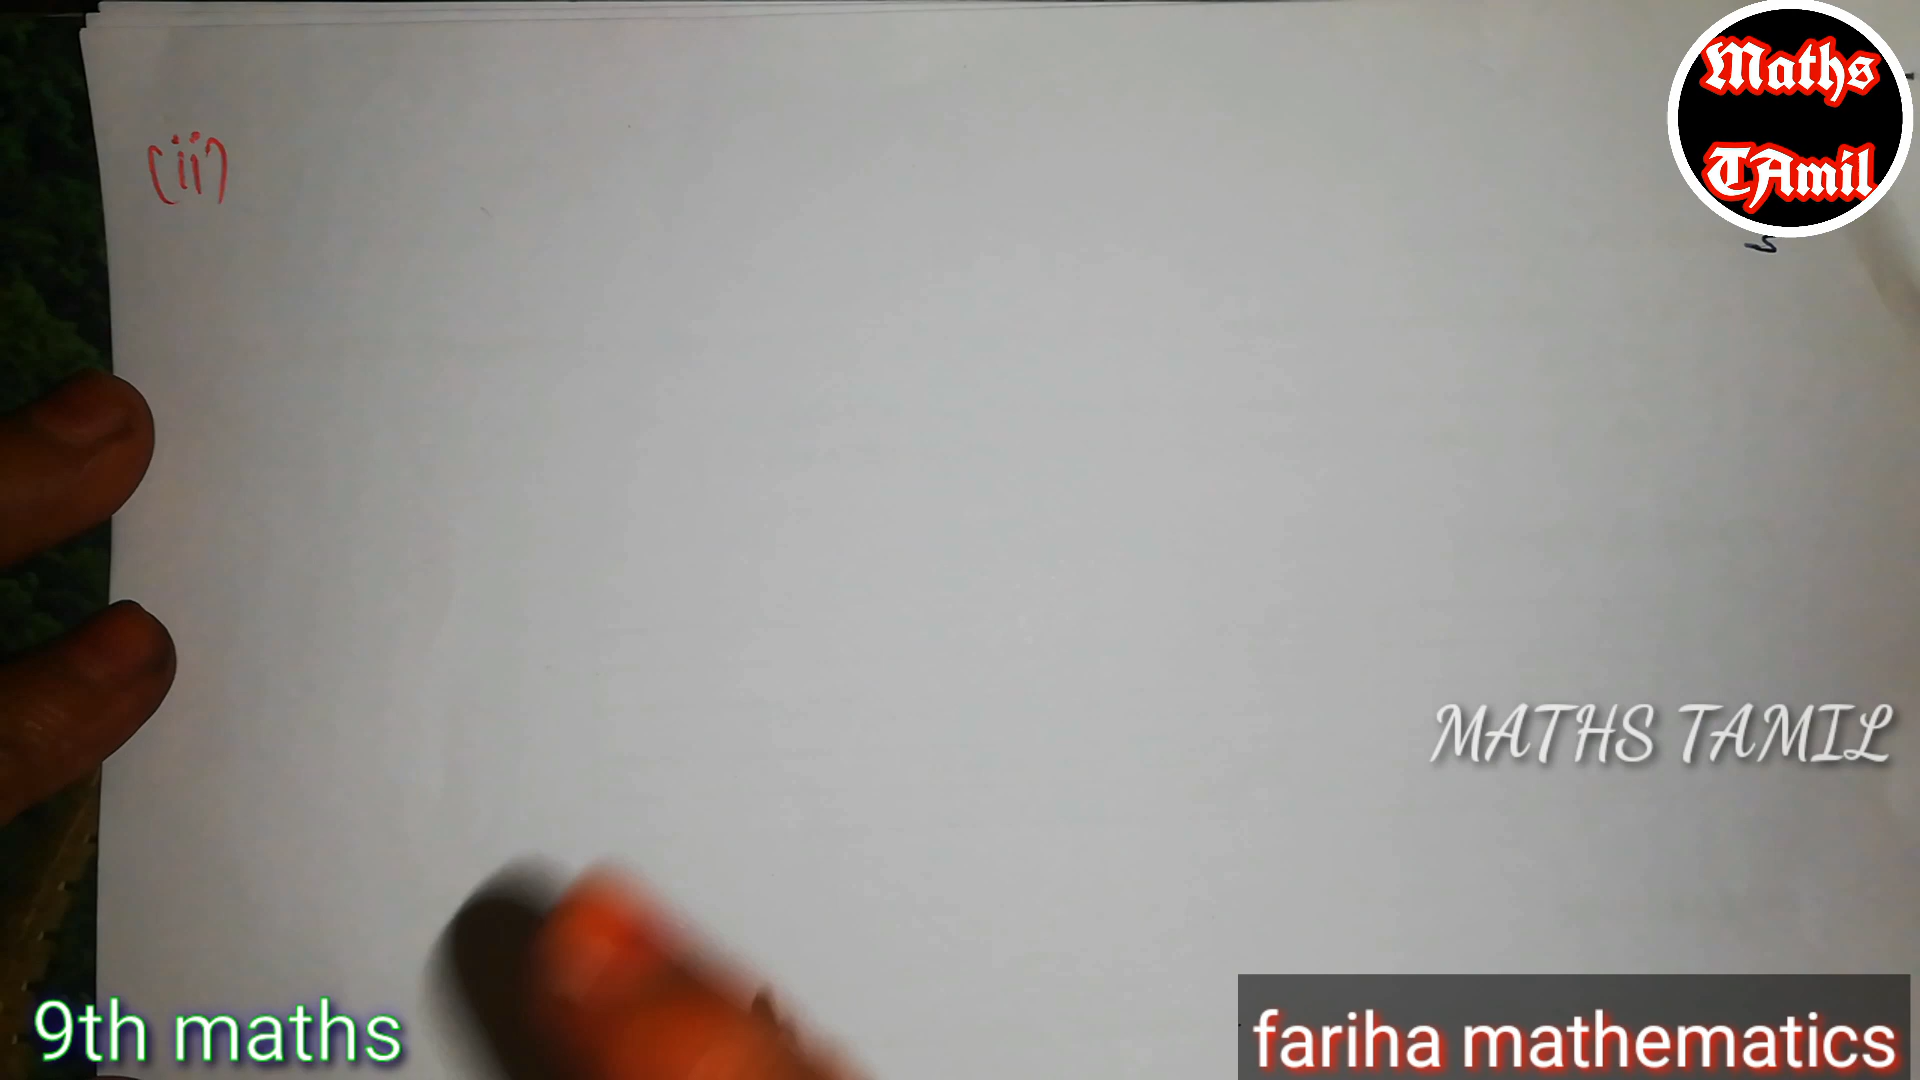 Maths
TAmil
(ii)
MATHS TAMIL
9th maths
fariha mathematics